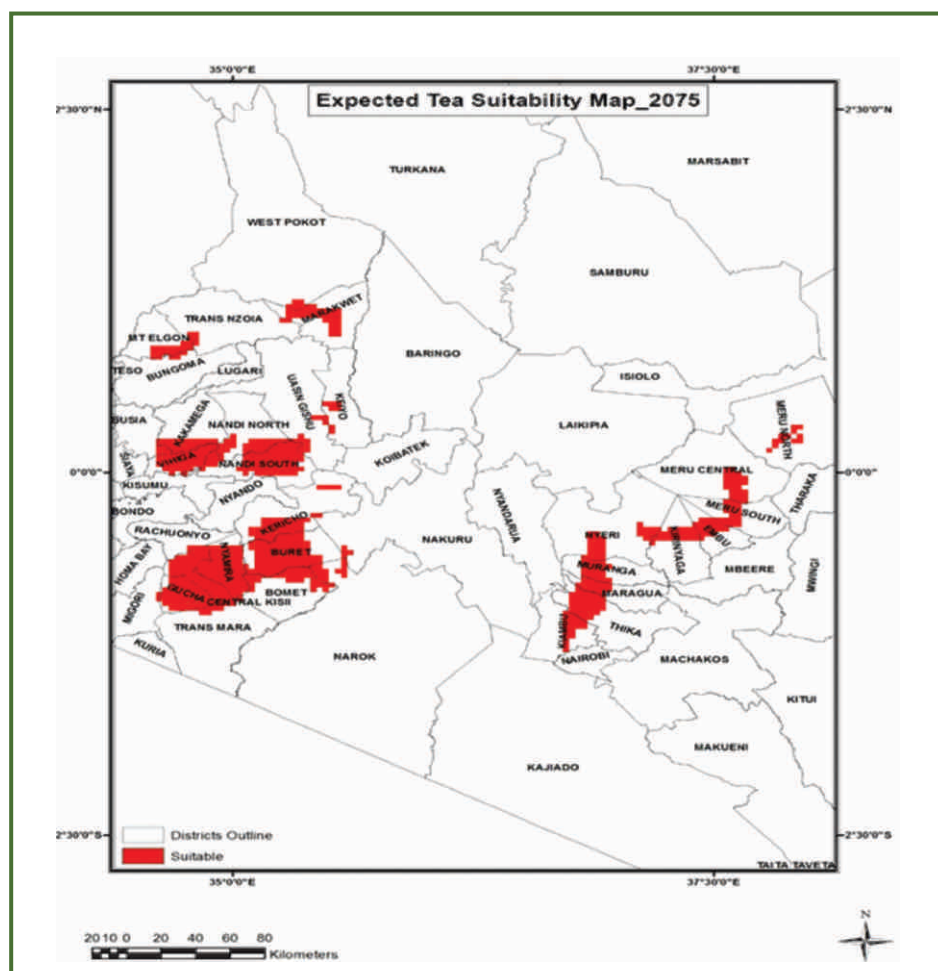 35°0'0"E 37°30'0"E
2°30'0"N 2°30'0"N
Expected Tea Suitability Map_2075
MARSABIT
TURKANA
WEST POKOT
SAMBURU
MARAKWET
TRANS NZOIA
MT ELGON
BARINGO
TESO
BUNGOMA
LUGARI
ISIOLO
UASIN GISHU
KEIYO
BUSIA
KAKAMEGA
NANDI NORTH
LAIKIPIA
MERU NORTH
KOIBATEK
VIHIGA
NANDI SOUTH
SIAYA
0°0'0" 0°0'0"
MERU CENTRAL
KISUMU
NYANDO
THARAKA
BONDO
MERU SOUTH
KERICHO
NYANDARUA
RACHUONYO
NAKURU
NYERI
KIRINYAGA
EMBU
BURET
NYAMIRA
HOMA BAY
MURANGA
MBEERE
MWINGI
GUCHA
CENTRAL KISII
BOMET
MARAGUA
MIGORI
TRANS MARA
KIAMBU
THIKA
KURIA
NAROK
NAIROBI
MACHAKOS
KITUI
MAKUENI
KAJIADO
2°30'0"S 2°30'0"S
Districts Outline
Suitable
TAITA TAVETA
35°0'0"E 37°30'0"E
N
20 10 0 20 40 60 80
Kilometers